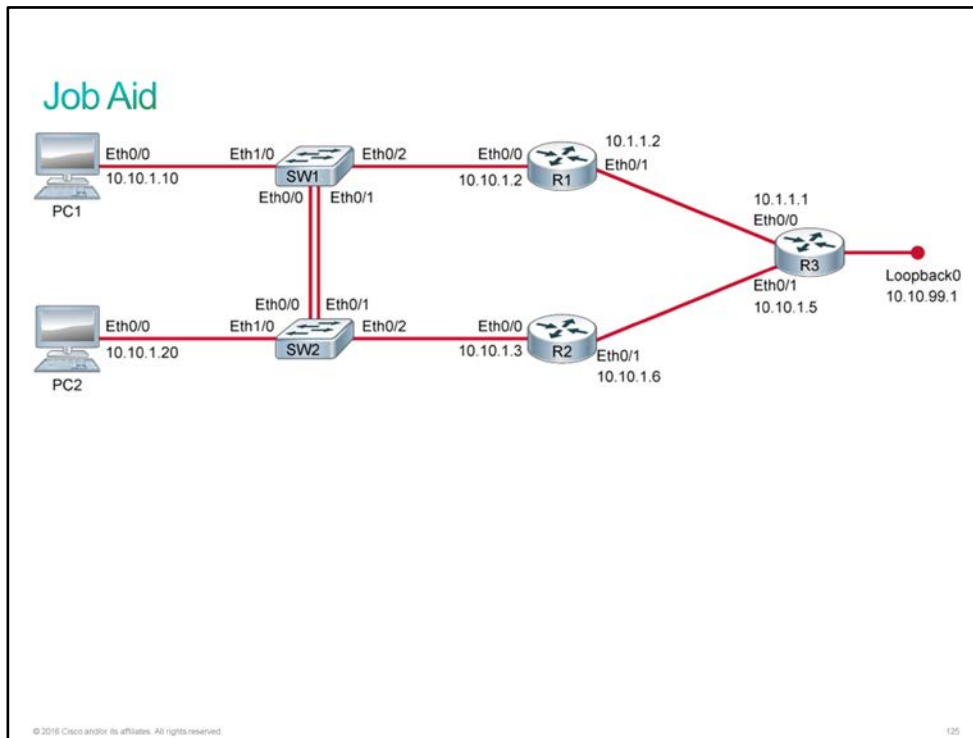 Job Aid
Eth0/0
10.10.1.10
PC1
Eth1/0
SW1
Eth0/2
Eth0/0
Eth0/1
Eth0/0
10.10.1.2
R1
10.1.1.2
Eth0/1
10.1.1.1
Eth0/0
R3
Eth0/1
10.10.1.5
Loopback0
10.10.99.1
Eth0/0
10.10.1.20
PC2
Eth0/0
Eth0/1
Eth1/0
SW2
Eth0/2
Eth0/0
10.10.1.3
R2
Eth0/1
10.10.1.6
© 2016 Cisco and/or its affiliates. All rights reserved.
125